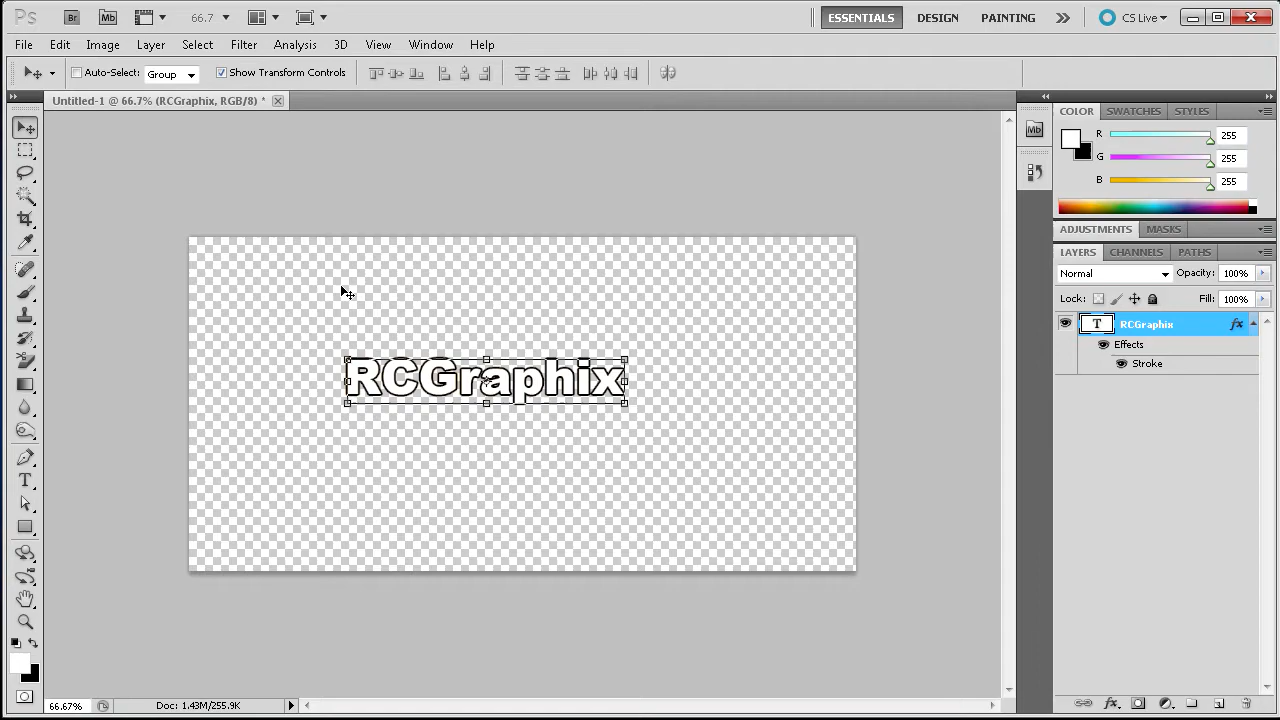 Ps Br Mb 66.7 ESSENTIALS DESIGN PAINTING CS Live
File Edit Image Layer Select Filter Analysis 3D View Window Help
Auto-Select: Group Show Transform Controls
Untitled-1 @ 66.7% (RCGraphix, RGB/8) *
Mb
COLOR SWATCHES STYLES
R 255
G 255
B 255
ADJUSTMENTS MASKS
LAYERS CHANNELS PATHS
Normal Opacity: 100%
Lock: Fill: 100%
T RCGraphix fx
Effects
Stroke
RCGraphix
T
66.67% Doc: 1.43M/255.9K
fx